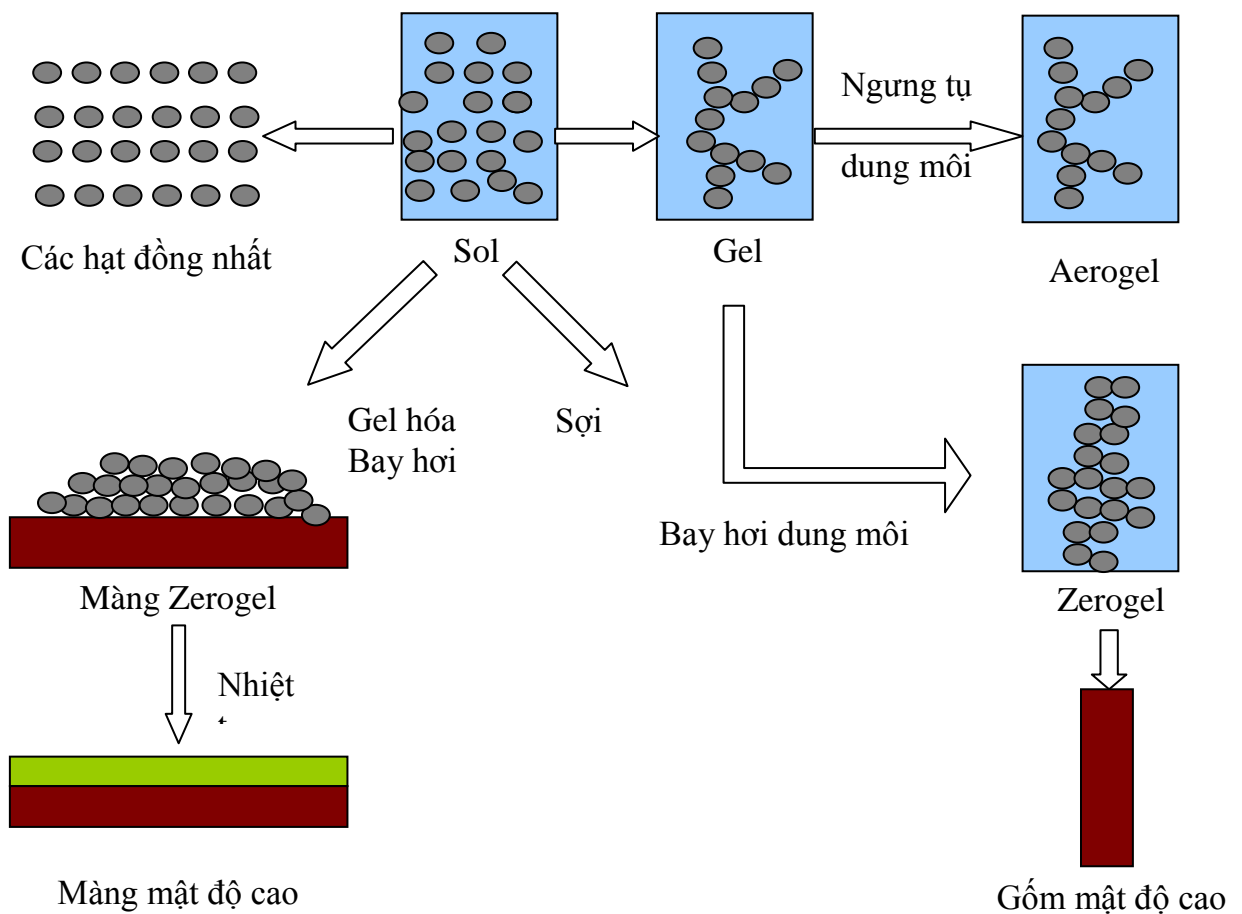 Ngưng tụ
dung môi
Các hạt đồng nhất
Sol
Gel
Aerogel
Gel hóa
Bay hơi
Sợi
Bay hơi dung môi
Màng Zerogel
Zerogel
Nhiệt
Màng mật độ cao
Gốm mật độ cao